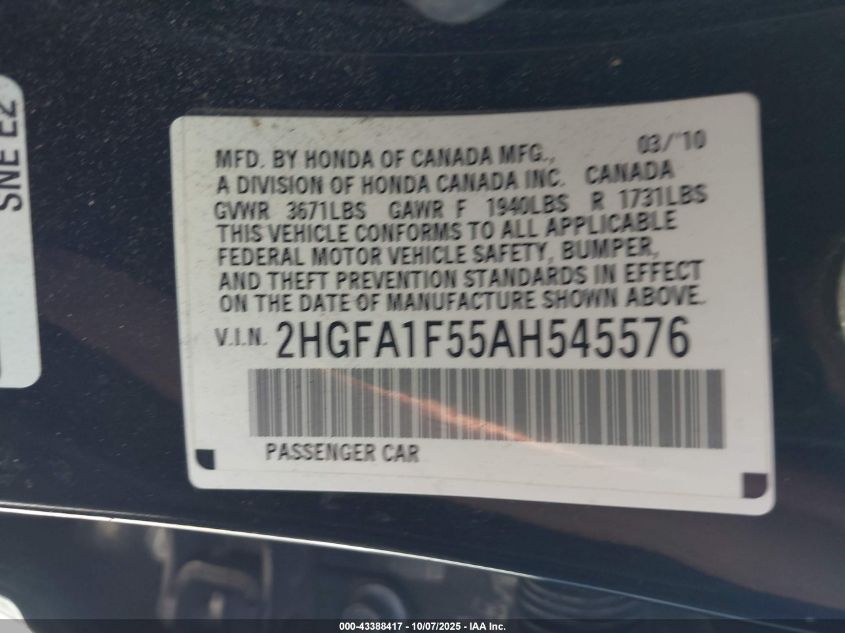 SNE E2
03/'10
MFD. BY HONDA OF CANADA MFG.,
A DIVISION OF HONDA CANADA INC. CANADA
GVWR 3671LBS GAWR F 1940LBS R 1731LBS
THIS VEHICLE CONFORMS TO ALL APPLICABLE
FEDERAL MOTOR VEHICLE SAFETY, BUMPER,
AND THEFT PREVENTION STANDARDS IN EFFECT
ON THE DATE OF MANUFACTURE SHOWN ABOVE.
V.I.N. 2HGFA1F55AH545576
PASSENGER CAR
000-43388417 - 10/07/2025 - IAA Inc.